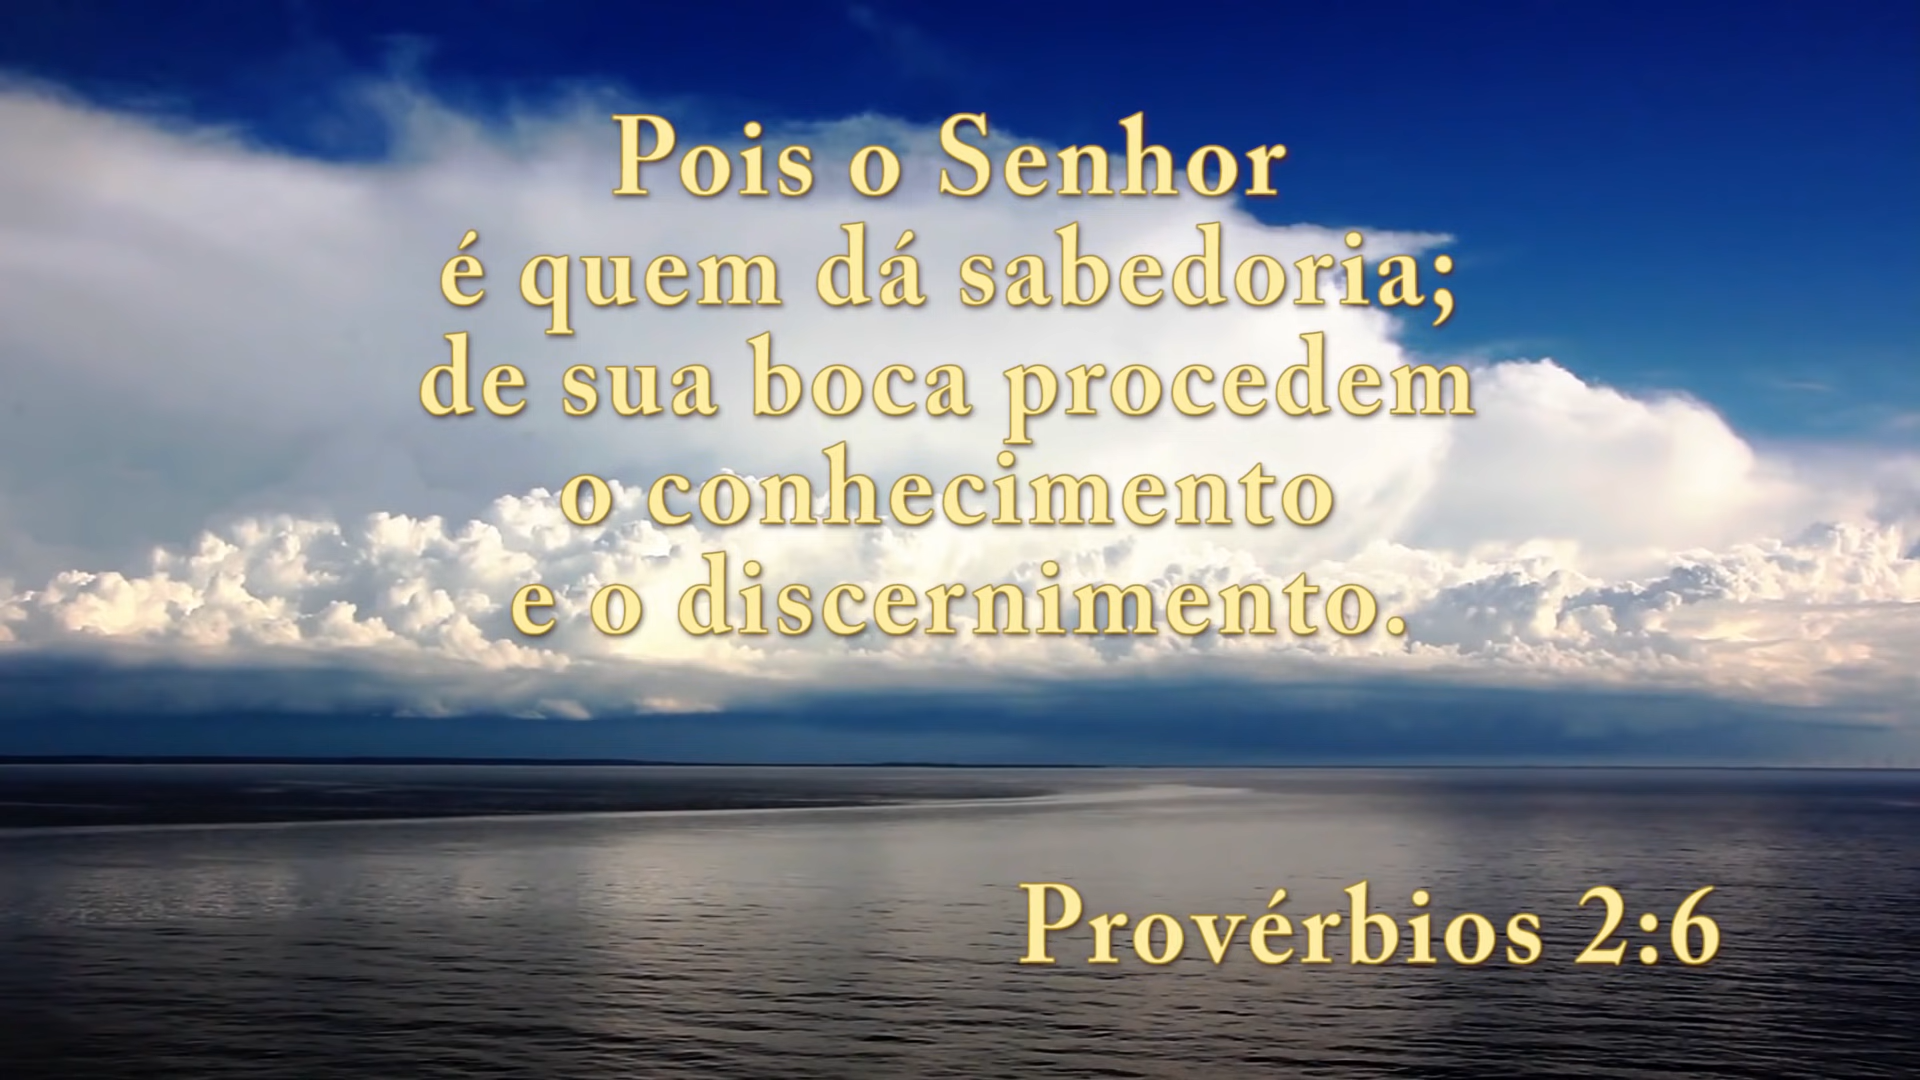 Pois o Senhor
é quem dá sabedoria;
de sua boca procedem
o conhecimento
e o discernimento.
Provérbios 2:6